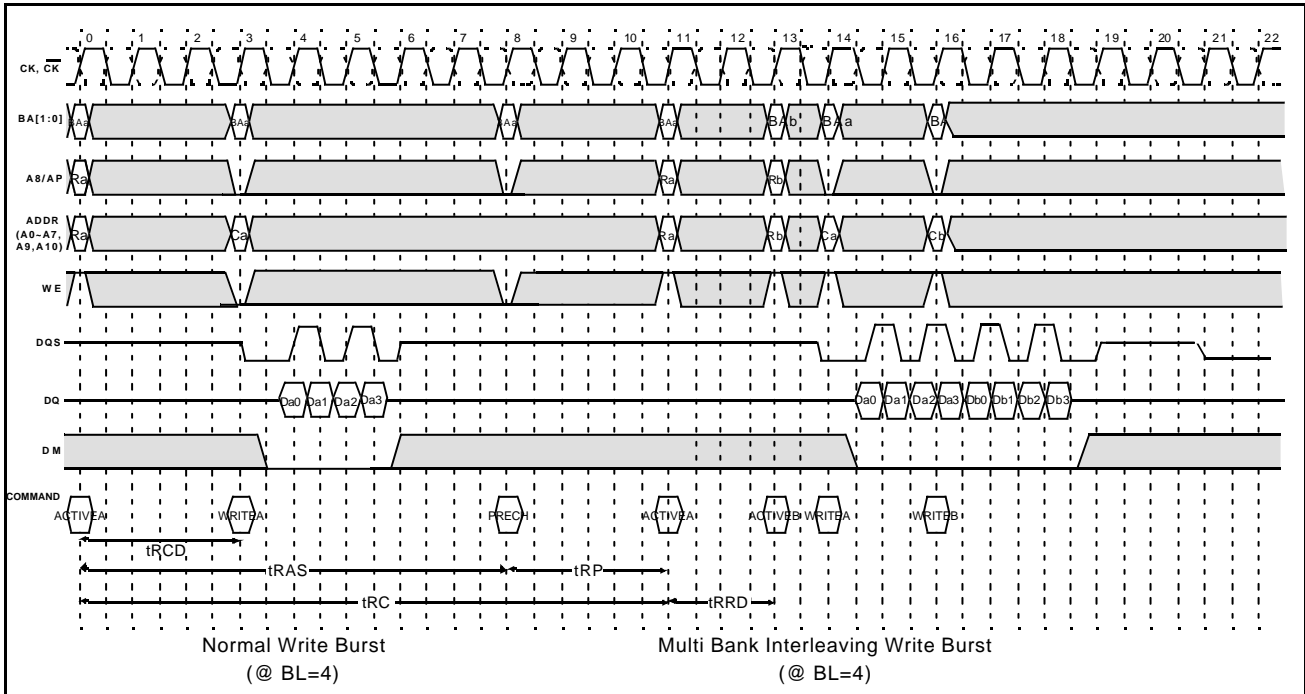 0 1 2 3 4 5 6 7 8 9 10 11 12 13 14 15 16 17 18 19 20 21 22
CK, CK
BA[1:0] BAa BAa BAa BAa BAb BAa BA
A8/AP Ra Ra Rb
ADDR
(A0~A7,
A9,A10)
Ra Ca Ra Rb Ca Cb
WE
DQS
DQ Da0 Da1 Da2 Da3 Da0 Da1 Da2 Da3 Db0 Db1 Db2 Db3
DM
COMMAND
ACTIVEA WRITEA PRECH ACTIVEA ACTIVEB WRITEA WRITEB
tRCD
tRAS tRP
tRC tRRD
Normal Write Burst Multi Bank Interleaving Write Burst
(@ BL=4) (@ BL=4)